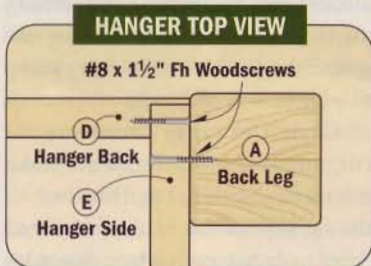 HANGER TOP VIEW
#8 x 1½" Fh Woodscrews
D
Hanger Back
A
Back Leg
E
Hanger Side